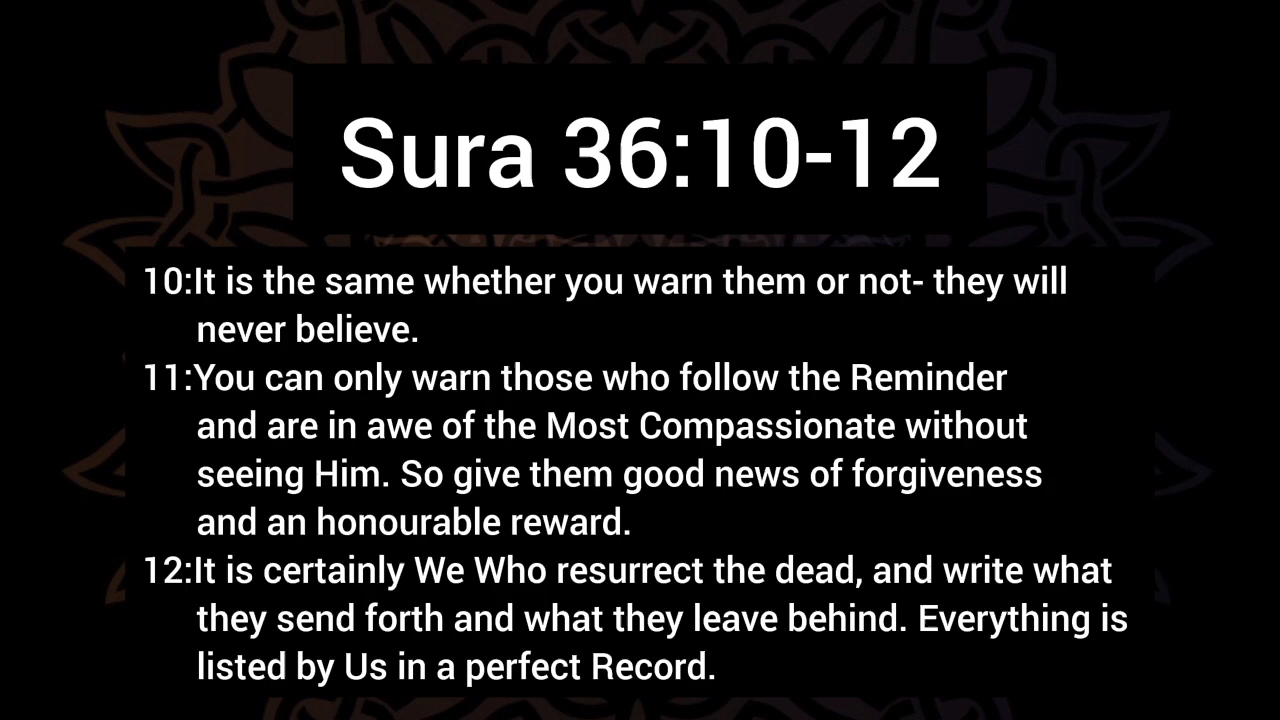 Sura 36:10-12
10:It is the same whether you warn them or not- they will
never believe.
11:You can only warn those who follow the Reminder
and are in awe of the Most Compassionate without
seeing Him. So give them good news of forgiveness
and an honourable reward.
12:It is certainly We Who resurrect the dead, and write what
they send forth and what they leave behind. Everything is
listed by Us in a perfect Record.